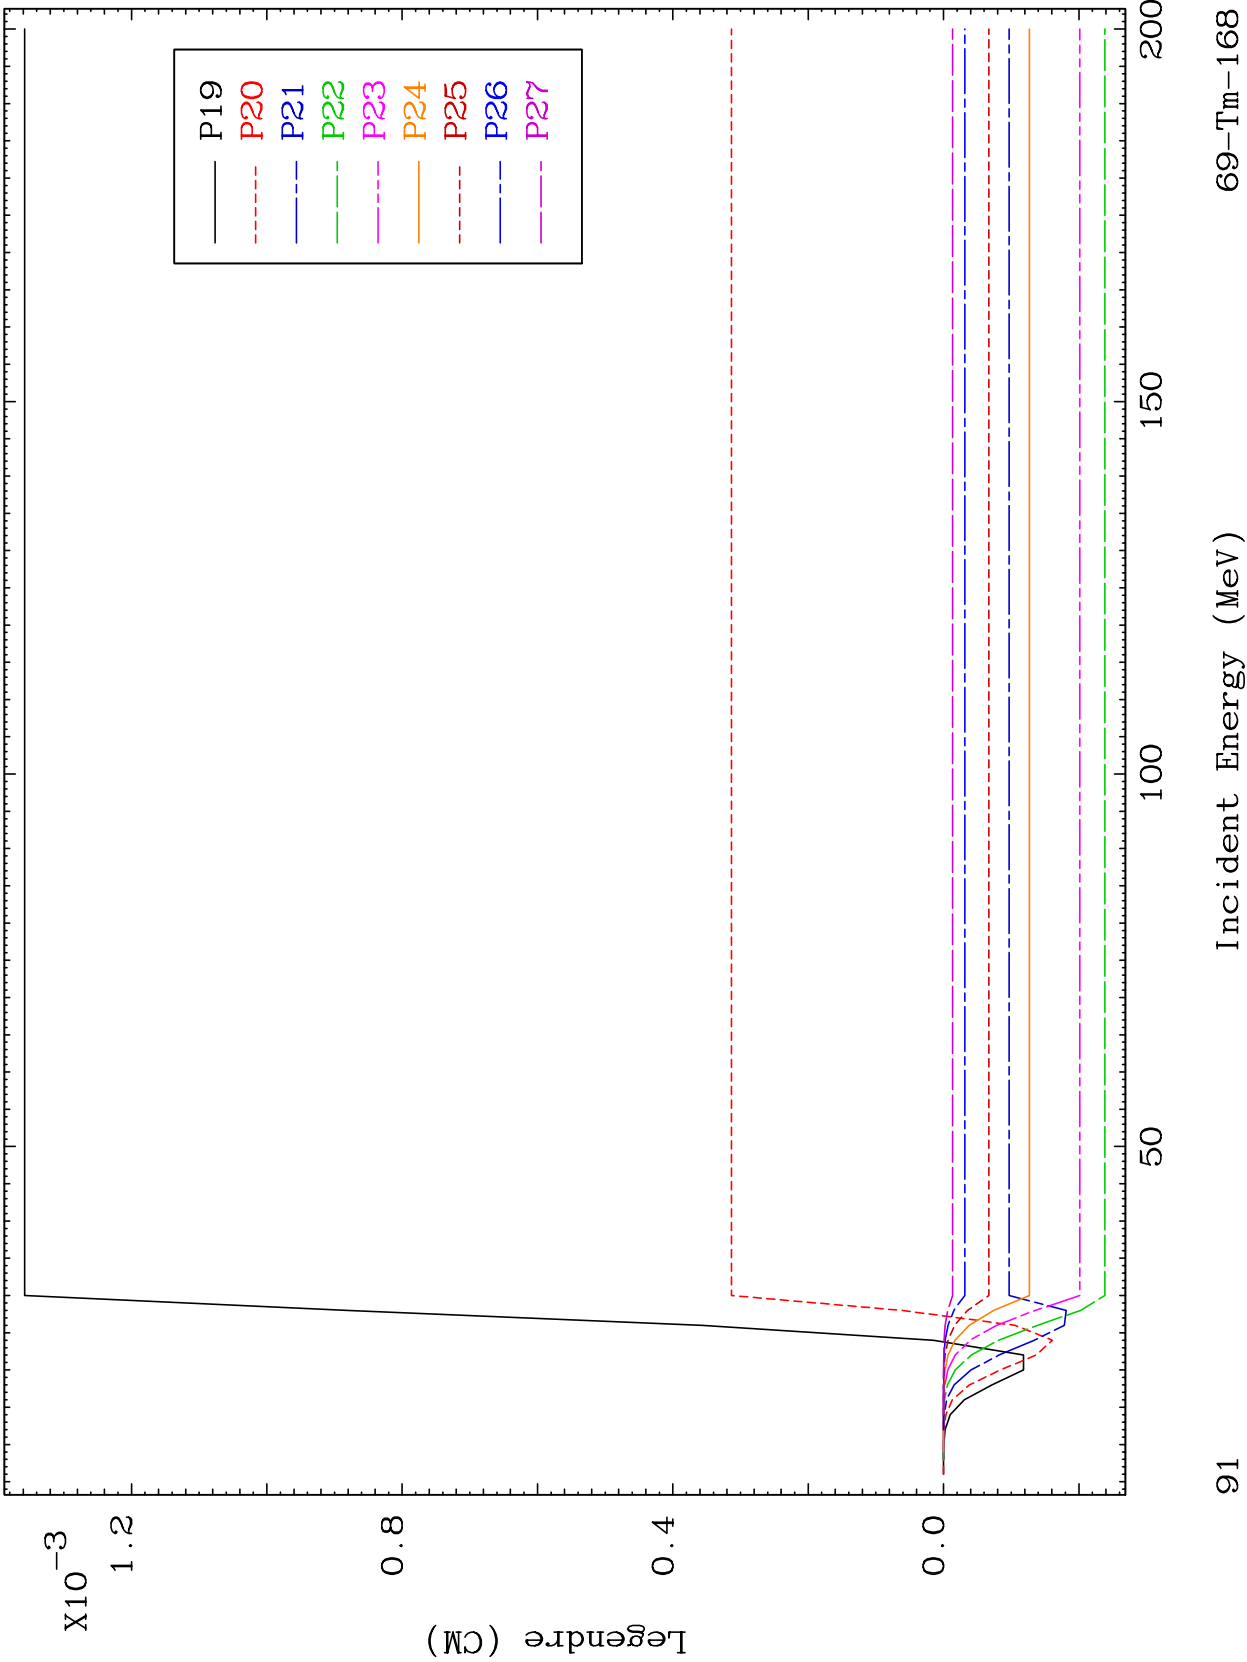 X10-3
1.2
0.8
0.4
0.0
Legendre (CM)
P19
P20
P21
P22
P23
P24
P25
P26
P27
50
100
150
200
Incident Energy (MeV)
91
69-Tm-168